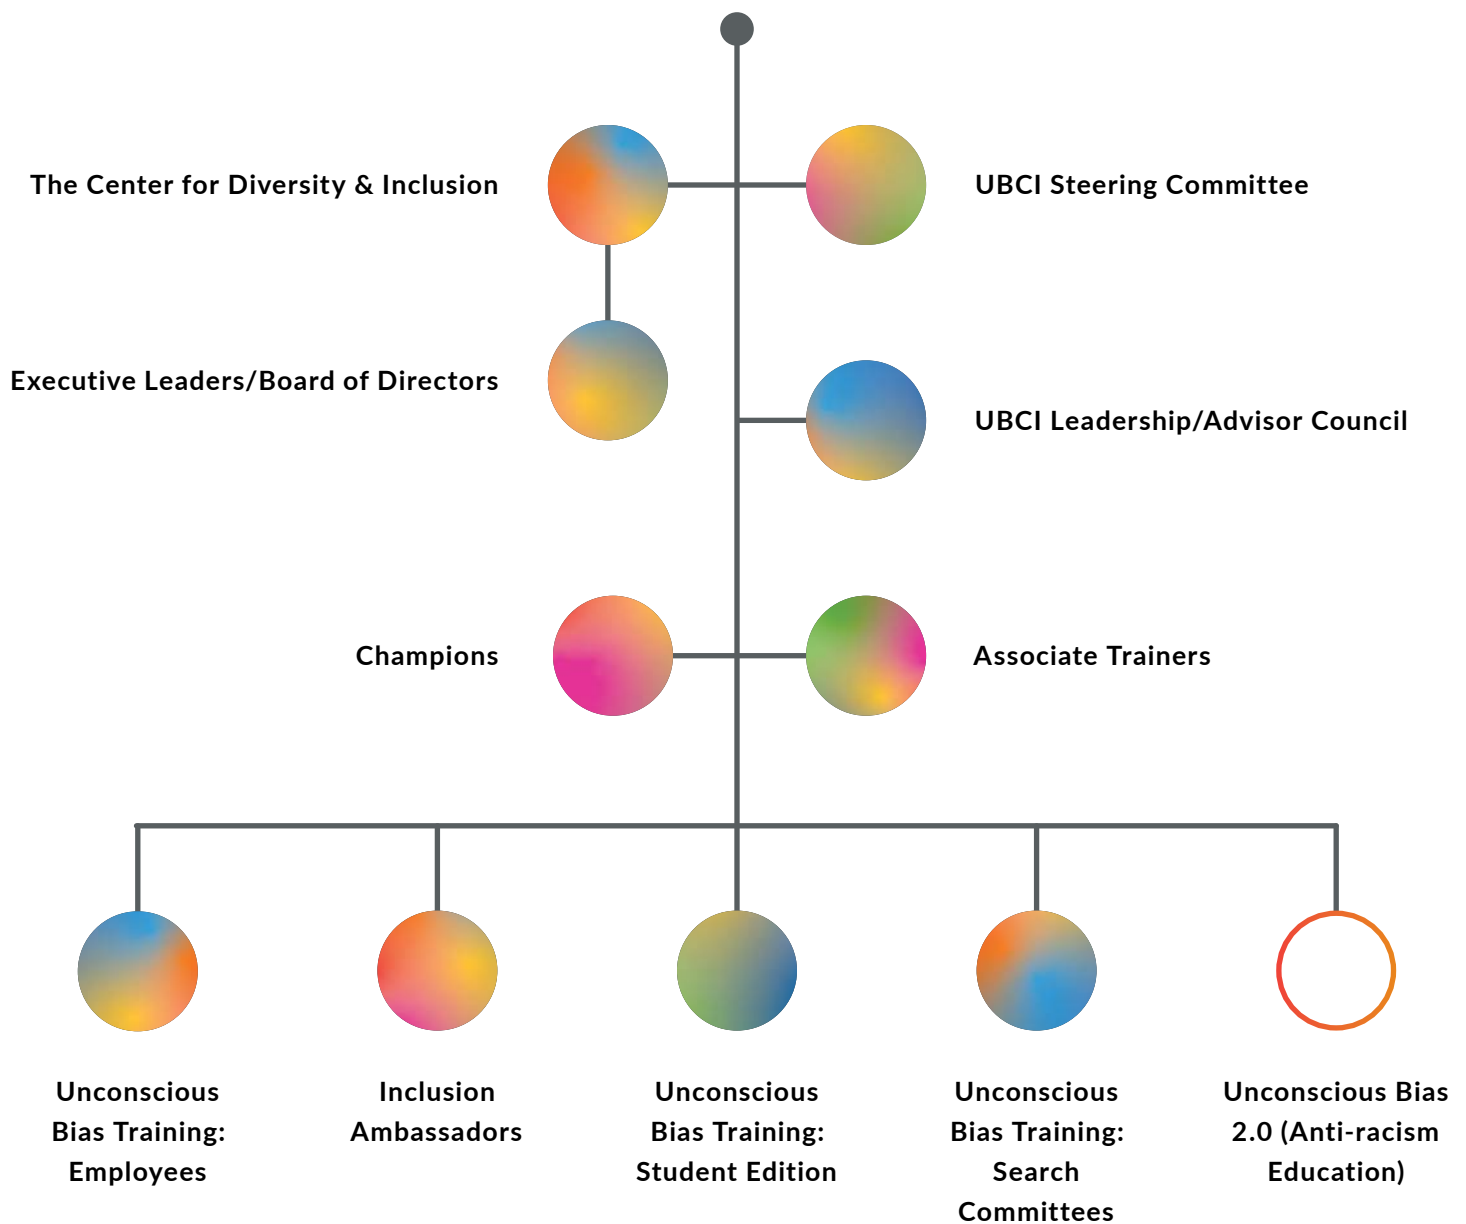 The Center for Diversity & Inclusion
UBCI Steering Committee
Executive Leaders/Board of Directors
UBCI Leadership/Advisor Council
Champions
Associate Trainers
Unconscious
Bias Training:
Employees
Inclusion
Ambassadors
Unconscious
Bias Training:
Student Edition
Unconscious
Bias Training:
Search
Committees
Unconscious Bias
2.0 (Anti-racism
Education)